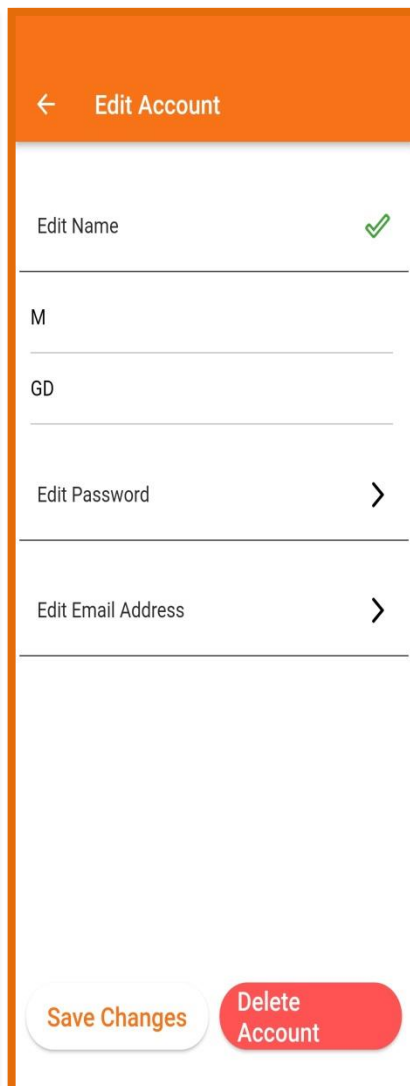 Edit Account
Edit Name
M
GD
Edit Password
Edit Email Address
Save Changes
Delete
Account